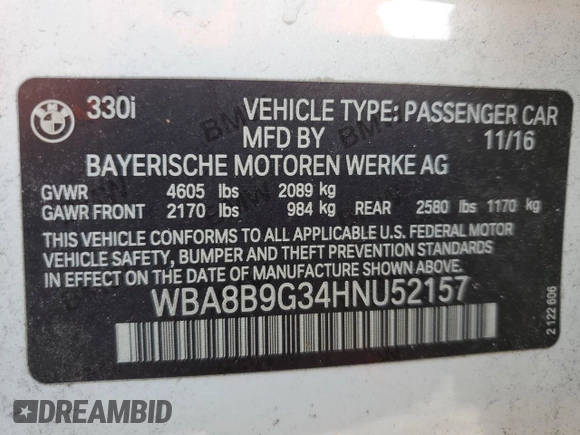 330i VEHICLE TYPE: PASSENGER CAR
MFD BY 11/16
BAYERISCHE MOTOREN WERKE AG
GVWR 4605 lbs 2089 kg
GAWR FRONT 2170 lbs 984 kg REAR 2580 lbs 1170 kg
THIS VEHICLE CONFORMS TO ALL APPLICABLE U.S. FEDERAL MOTOR
VEHICLE SAFETY, BUMPER AND THEFT PREVENTION STANDARDS
IN EFFECT ON THE DATE OF MANUFACTURE SHOWN ABOVE.
WBA8B9G34HNU52157
2 122 606
DREAMBID